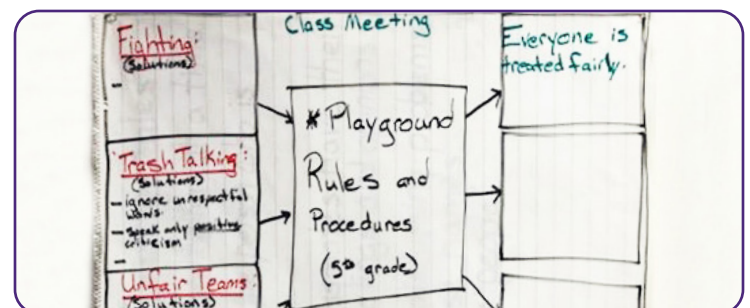 Class Meeting
Fighting:
(Solutions)
-
'Trash Talking':
(Solutions)
- ignore unrespectful
words.
- speak only positive
criticism
-
Unfair Teams:
(Solutions)
* Playground
Rules and
Procedures
(5th grade)
Everyone is
treated fairly.